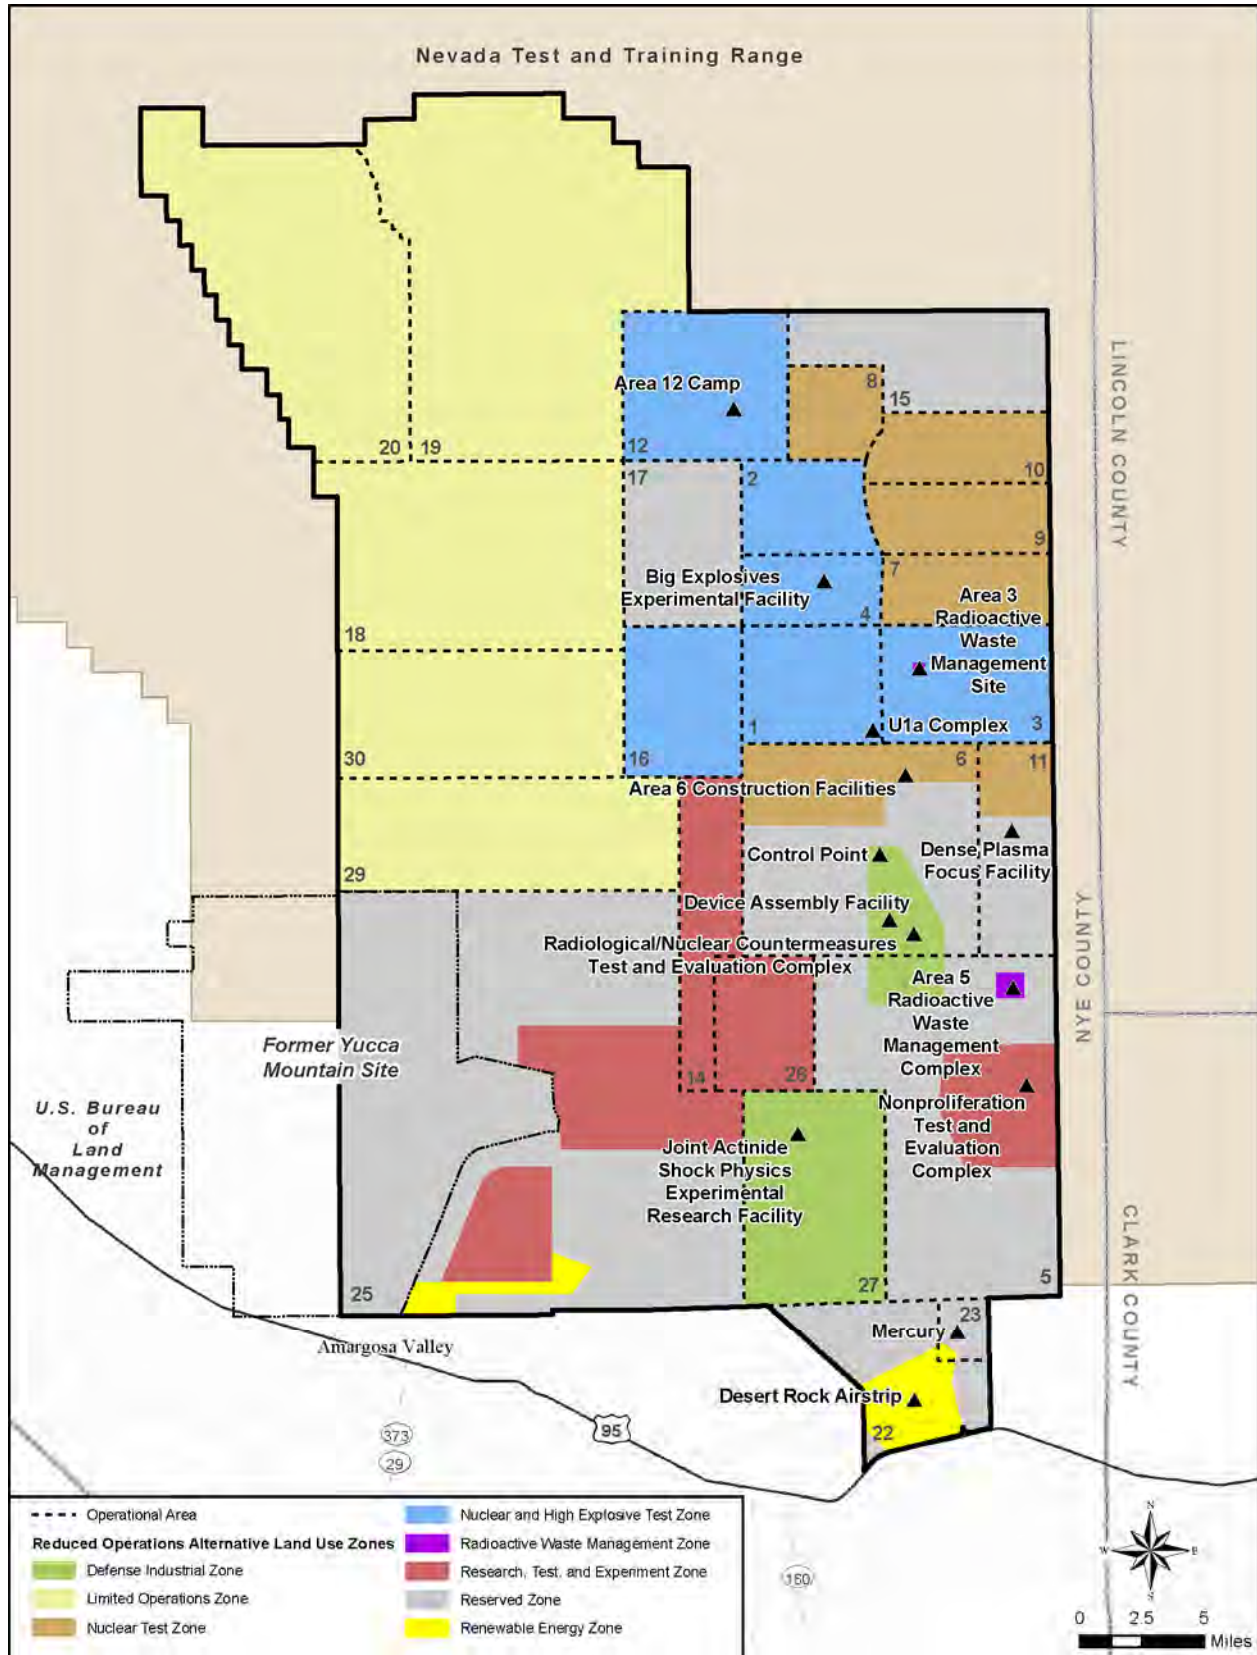 Nevada Test and Training Range
LINCOLN COUNTY
Area 12 Camp
8
15
20
19
12
10
17
2
9
7
Big Explosives
Experimental Facility
4
Area 3
Radioactive
Waste
Management
Site
18
1
U1a Complex
3
30
16
6
11
Area 6 Construction Facilities
Control Point
Dense Plasma
Focus Facility
29
NYE COUNTY
Device Assembly Facility
Radiological/Nuclear Countermeasures
Test and Evaluation Complex
Area 5
Radioactive
Waste
Management
Complex
Former Yucca
Mountain Site
14
26
U.S. Bureau
of
Land
Management
Nonproliferation
Test and
Evaluation
Complex
Joint Actinide
Shock Physics
Experimental
Research Facility
CLARK COUNTY
25
27
5
23
Mercury
Amargosa Valley
Desert Rock Airstrip
22
373
29
95
160
Operational Area
Reduced Operations Alternative Land Use Zones
Defense Industrial Zone
Limited Operations Zone
Nuclear Test Zone
Nuclear and High Explosive Test Zone
Radioactive Waste Management Zone
Research, Test, and Experiment Zone
Reserved Zone
Renewable Energy Zone
N
W
E
S
0 2.5 5
Miles